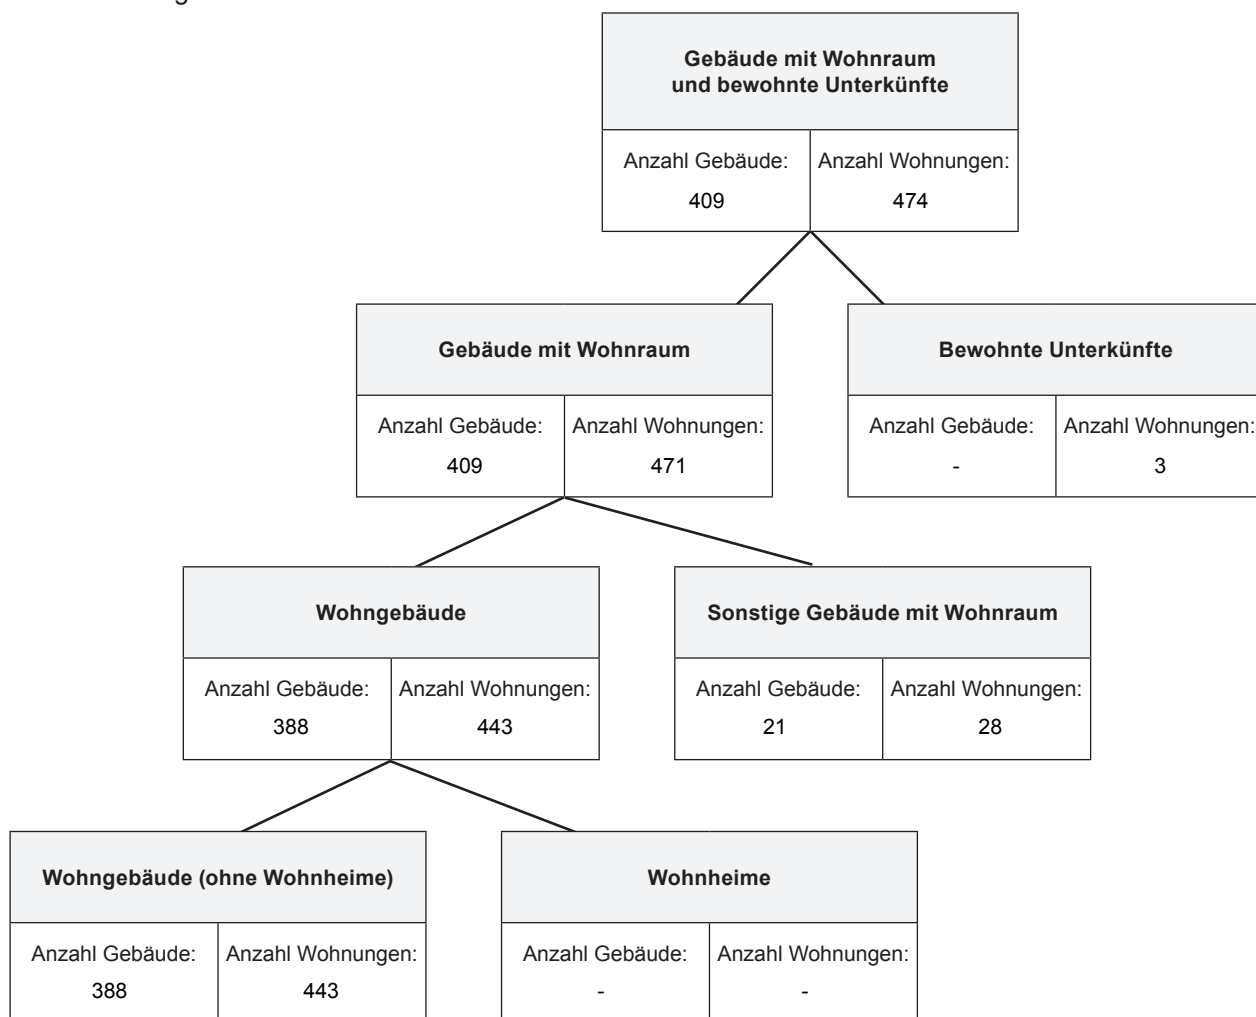 Gebäude mit Wohnraum
und bewohnte Unterkünfte
Anzahl Gebäude: Anzahl Wohnungen:
409 474
Gebäude mit Wohnraum
Anzahl Gebäude: Anzahl Wohnungen:
409 471
Bewohnte Unterkünfte
Anzahl Gebäude: Anzahl Wohnungen:
- 3
Wohngebäude
Anzahl Gebäude: Anzahl Wohnungen:
388 443
Sonstige Gebäude mit Wohnraum
Anzahl Gebäude: Anzahl Wohnungen:
21 28
Wohngebäude (ohne Wohnheime)
Anzahl Gebäude: Anzahl Wohnungen:
388 443
Wohnheime
Anzahl Gebäude: Anzahl Wohnungen:
- -